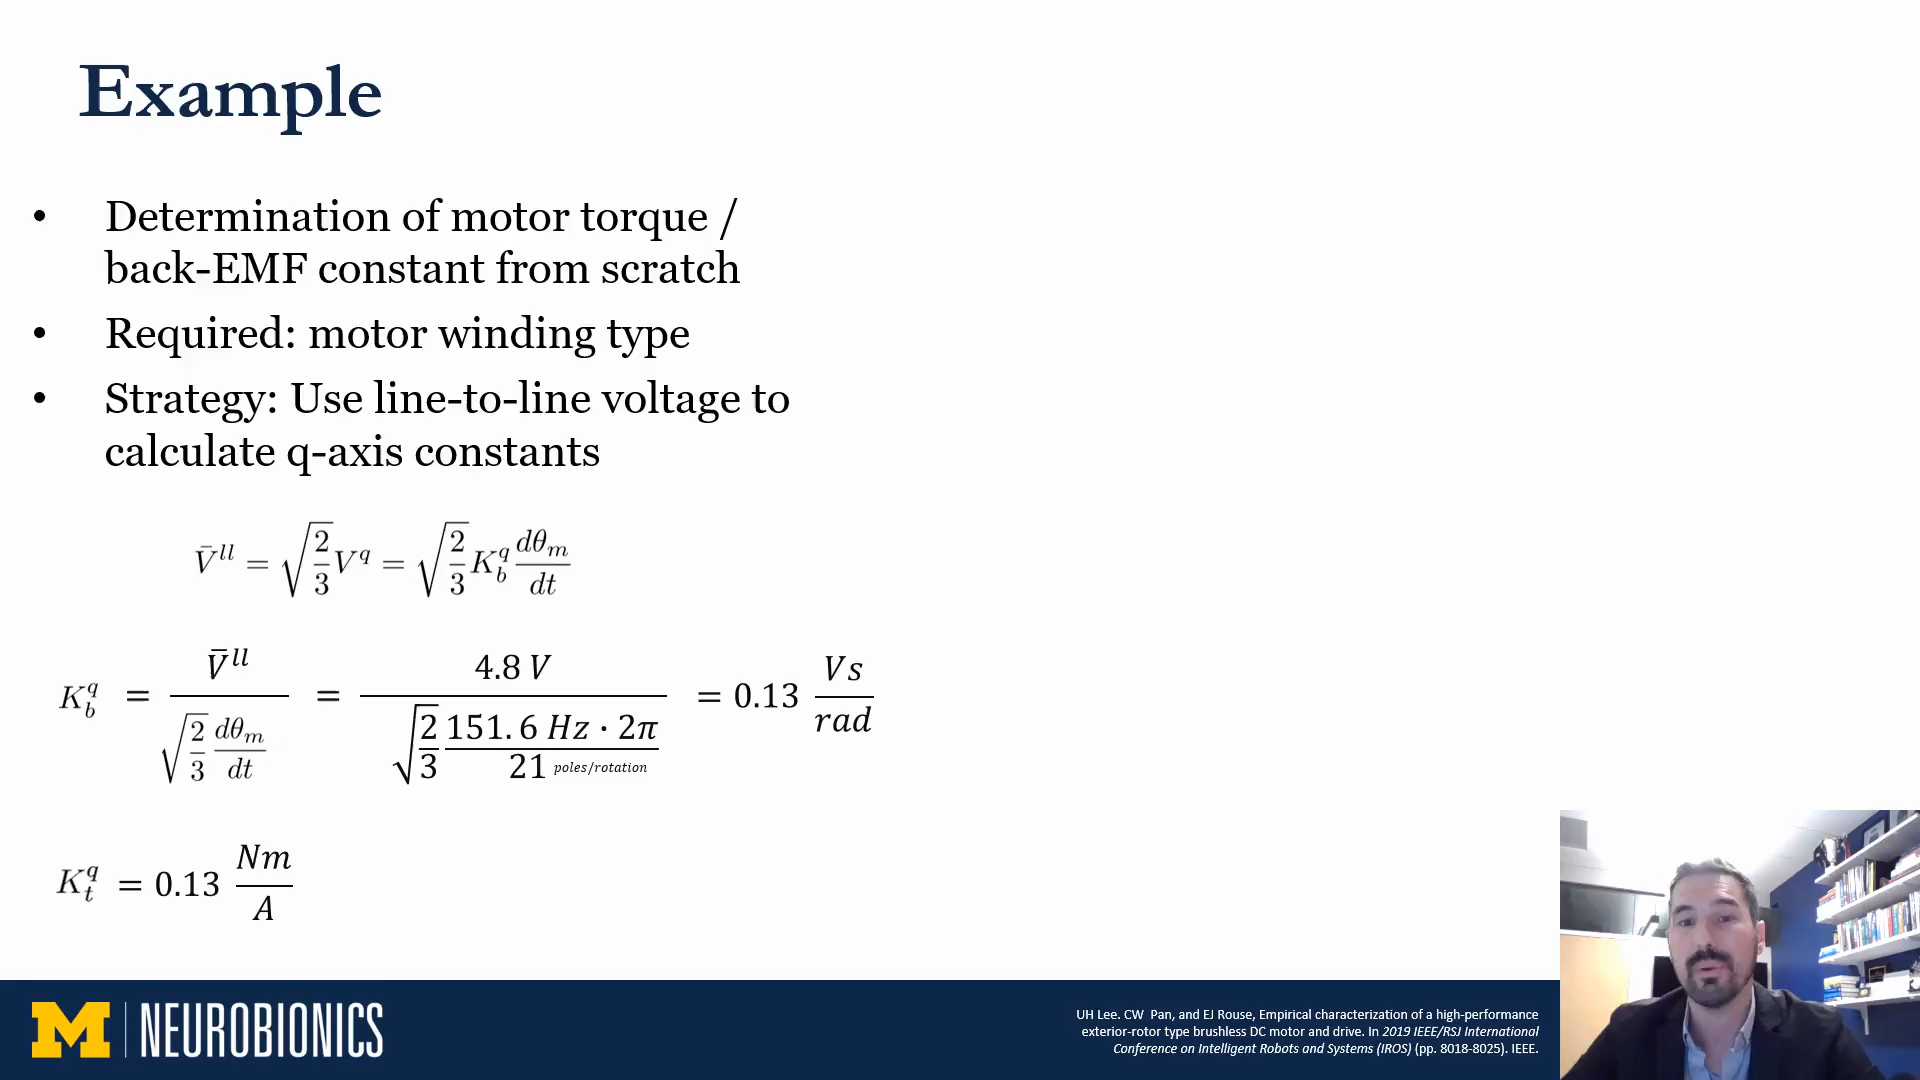 Example
• Determination of motor torque /
back-EMF constant from scratch
• Required: motor winding type
• Strategy: Use line-to-line voltage to
calculate q-axis constants
$\bar{V}^{ll} = \sqrt{\frac{2}{3}} V^q = \sqrt{\frac{2}{3}} K_b^q \frac{d\theta_m}{dt}$
$K_b^q = \frac{\bar{V}^{ll}}{\sqrt{\frac{2}{3}} \frac{d\theta_m}{dt}} = \frac{4.8\ V}{\sqrt{\frac{2}{3}} \frac{151.6\ Hz \cdot 2\pi}{21\ poles/rotation}} = 0.13\ \frac{Vs}{rad}$
$K_t^q = 0.13\ \frac{Nm}{A}$
M | NEUROBIONICS
UH Lee. CW Pan, and EJ Rouse, Empirical characterization of a high-performance
exterior-rotor type brushless DC motor and drive. In 2019 IEEE/RSJ International
Conference on Intelligent Robots and Systems (IROS) (pp. 8018-8025). IEEE.